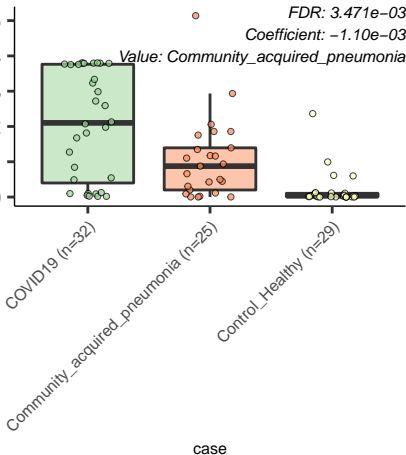 FDR: 3.471e−03
Coefficient: −1.10e−03
Value: Community_acquired_pneumonia
COVID19 (n=32)
Community_acquired_pneumonia (n=25)
Control_Healthy (n=29)
case